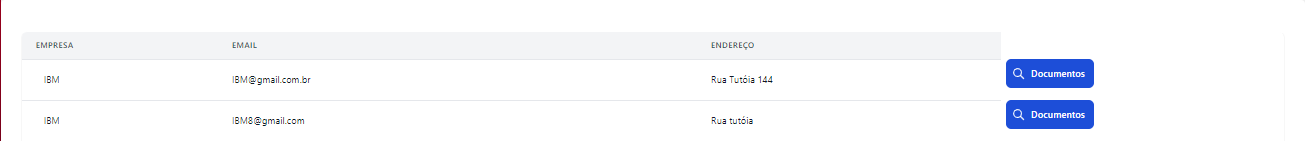 EMPRESA EMAIL ENDEREÇO
IBM IBM@gmail.com.br Rua Tutóia 144 Documentos
IBM IBM8@gmail.com Rua tutóia Documentos